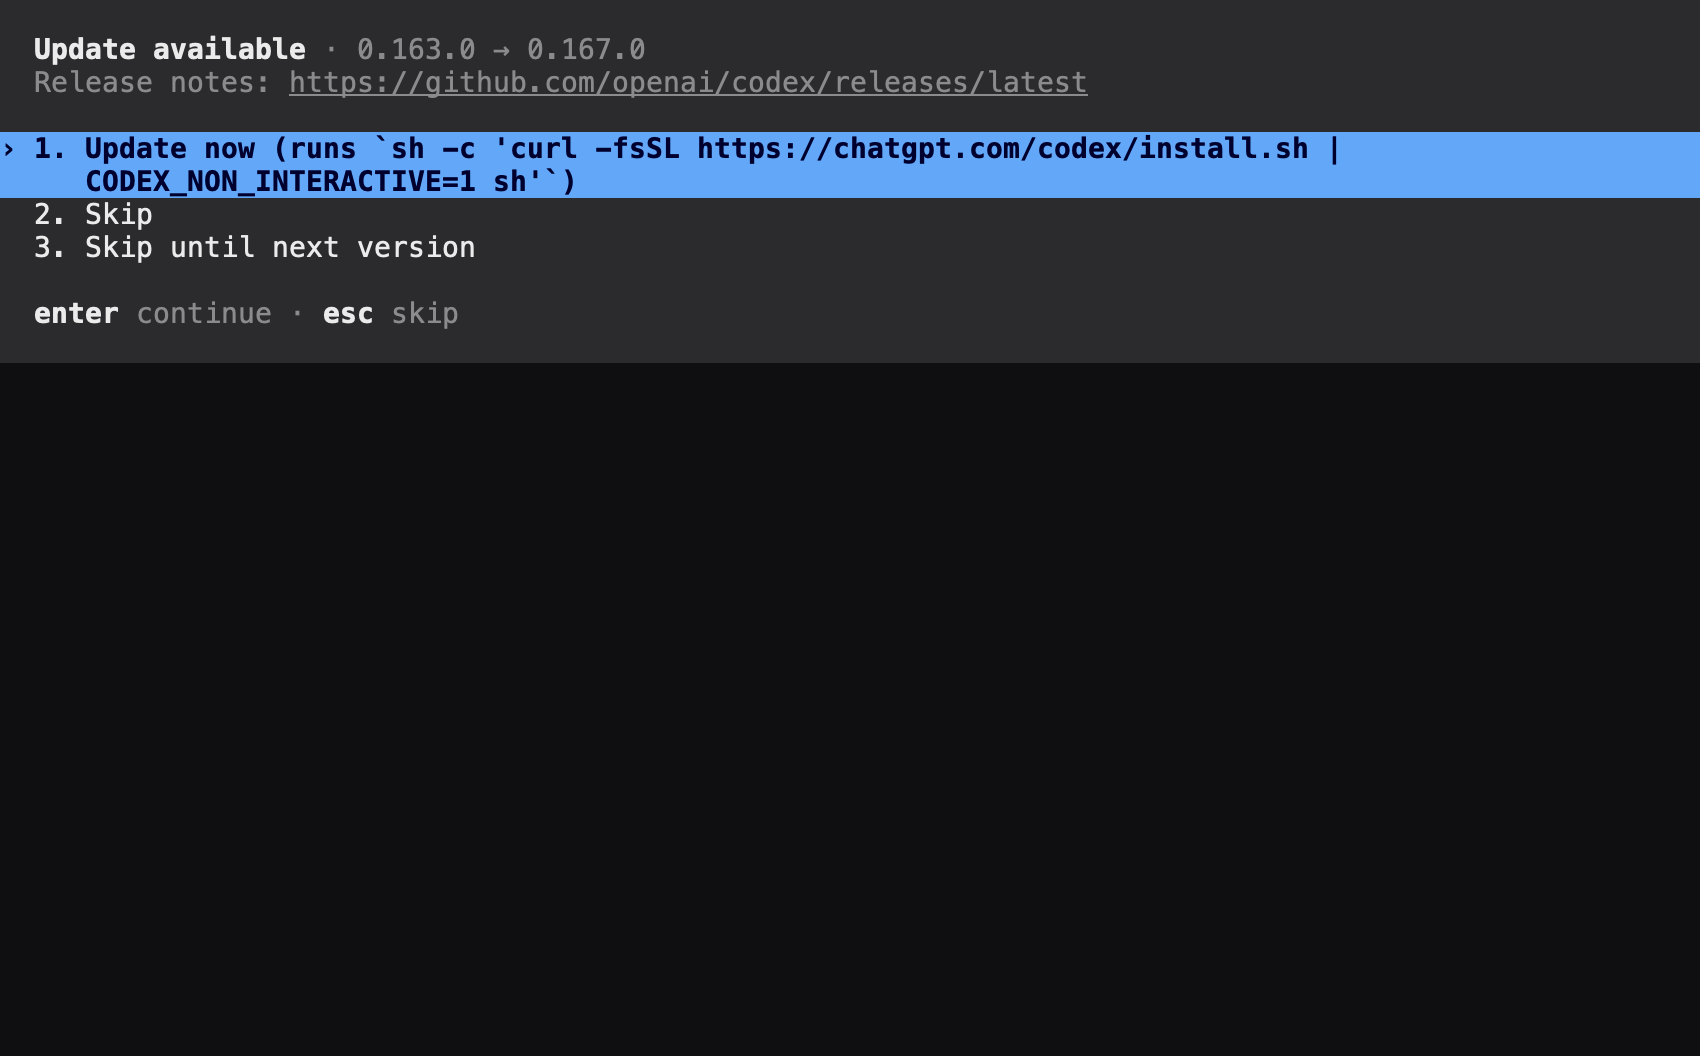 Update available · 0.163.0 → 0.167.0
Release notes: https://github.com/openai/codex/releases/latest
› 1. Update now (runs `sh -c 'curl -fsSL https://chatgpt.com/codex/install.sh |
CODEX_NON_INTERACTIVE=1 sh'`)
2. Skip
3. Skip until next version
enter continue · esc skip